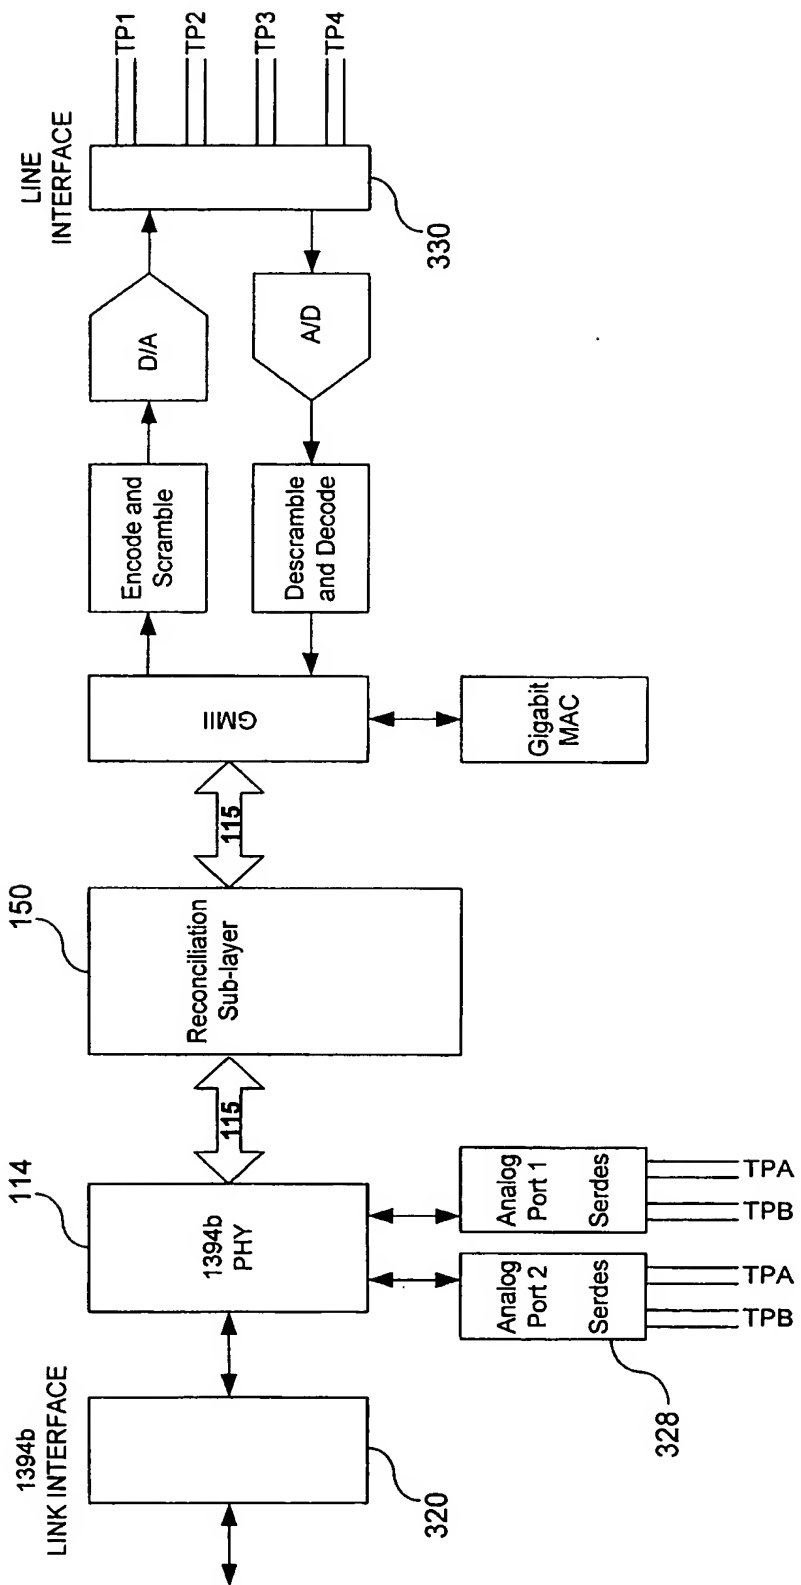 1394b
LINK INTERFACE
320
114
1394b
PHY
115
150
Reconciliation
Sub-layer
115
GMII
Gigabit
MAC
Encode and
Scramble
D/A
Descramble
and Decode
A/D
LINE
INTERFACE
330
TP1
TP2
TP3
TP4
Analog
Port 2
Serdes
TPA
TPB
328
Analog
Port 1
Serdes
TPA
TPB